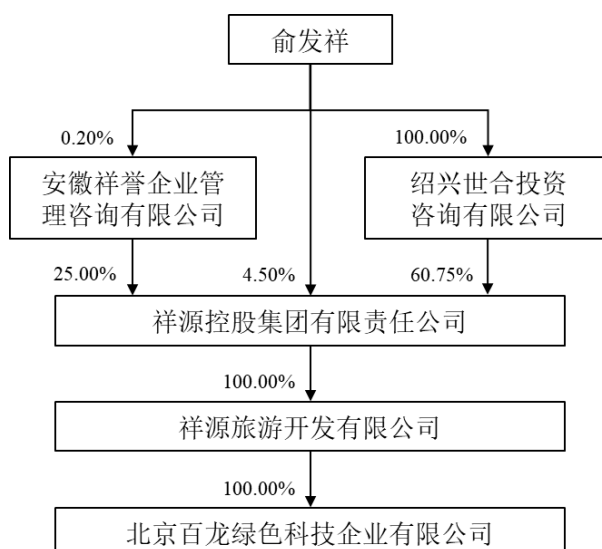 俞发祥
0.20%
100.00%
安徽祥誉企业管
理咨询有限公司
绍兴世合投资
咨询有限公司
25.00%
4.50%
60.75%
祥源控股集团有限责任公司
100.00%
祥源旅游开发有限公司
100.00%
北京百龙绿色科技企业有限公司